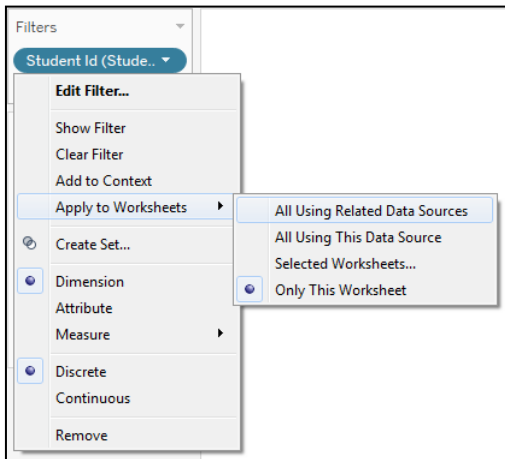 Filters
Student Id (Stude..
Edit Filter...
Show Filter
Clear Filter
Add to Context
Apply to Worksheets
All Using Related Data Sources
All Using This Data Source
Selected Worksheets...
Only This Worksheet
Create Set...
Dimension
Attribute
Measure
Discrete
Continuous
Remove